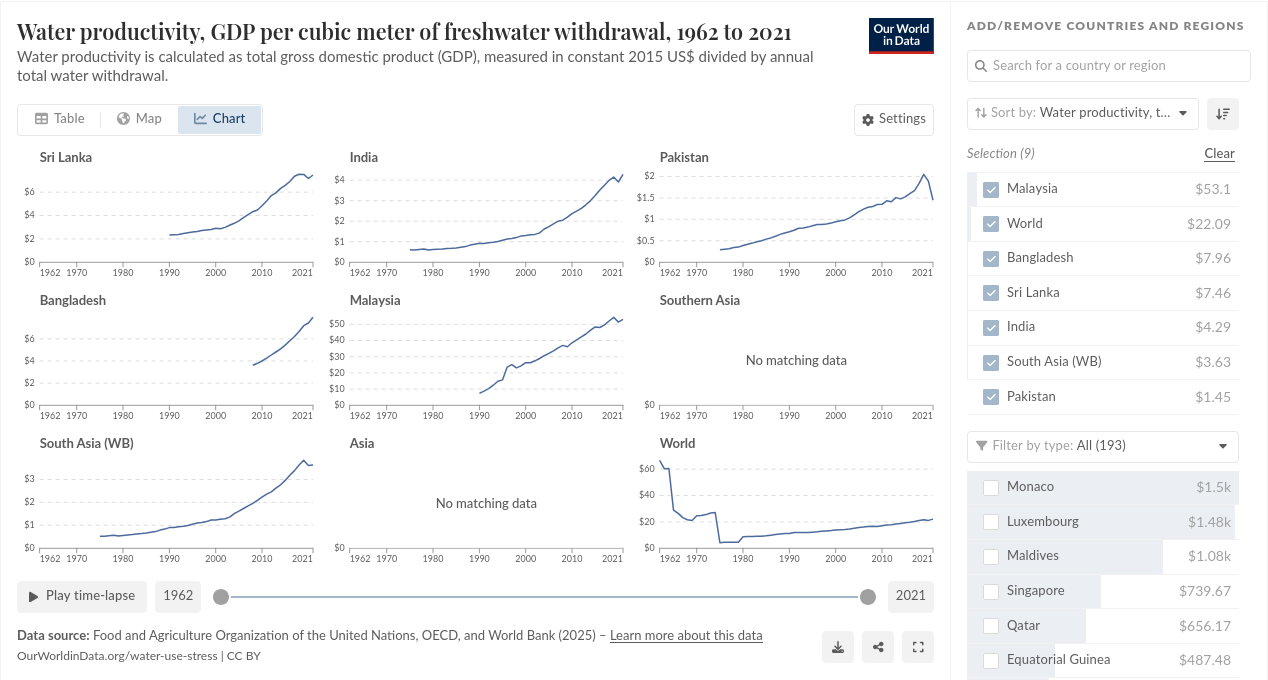 Water productivity, GDP per cubic meter of freshwater withdrawal, 1962 to 2021
Water productivity is calculated as total gross domestic product (GDP), measured in constant 2015 US$ divided by annual
total water withdrawal.
Our World
in Data
Table
Map
Chart
Settings
Sri Lanka
$6
$4
$2
$0
1962 1970 1980 1990 2000 2010 2021
India
$4
$3
$2
$1
$0
1962 1970 1980 1990 2000 2010 2021
Pakistan
$2
$1.5
$1
$0.5
$0
1962 1970 1980 1990 2000 2010 2021
Bangladesh
$6
$4
$2
$0
1962 1970 1980 1990 2000 2010 2021
Malaysia
$50
$40
$30
$20
$10
$0
1962 1970 1980 1990 2000 2010 2021
Southern Asia
No matching data
$0
1962 1970 1980 1990 2000 2010 2021
South Asia (WB)
$3
$2
$1
$0
1962 1970 1980 1990 2000 2010 2021
Asia
No matching data
$0
1962 1970 1980 1990 2000 2010 2021
World
$60
$40
$20
$0
1962 1970 1980 1990 2000 2010 2021
Play time-lapse
1962
2021
Data source: Food and Agriculture Organization of the United Nations, OECD, and World Bank (2025) – Learn more about this data
OurWorldinData.org/water-use-stress | CC BY
ADD/REMOVE COUNTRIES AND REGIONS
Search for a country or region
Sort by: Water productivity, t...
Selection (9)
Clear
Malaysia $53.1
World $22.09
Bangladesh $7.96
Sri Lanka $7.46
India $4.29
South Asia (WB) $3.63
Pakistan $1.45
Filter by type: All (193)
Monaco $1.5k
Luxembourg $1.48k
Maldives $1.08k
Singapore $739.67
Qatar $656.17
Equatorial Guinea $487.48